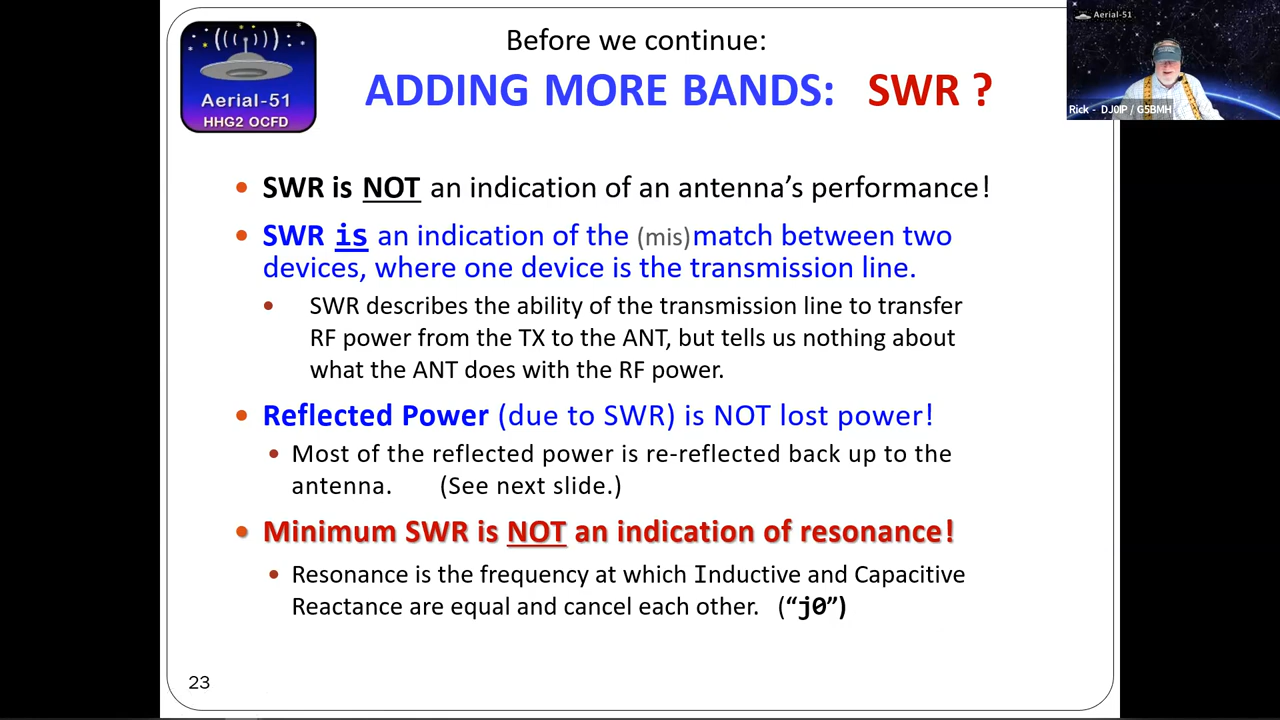 Before we continue:
ADDING MORE BANDS: SWR ?
Aerial-51
HHG2 OCFD
Aerial-51
Rick - DJ0IP / G5BMH
• SWR is NOT an indication of an antenna’s performance!
• SWR is an indication of the (mis)match between two
devices, where one device is the transmission line.
• SWR describes the ability of the transmission line to transfer
RF power from the TX to the ANT, but tells us nothing about
what the ANT does with the RF power.
• Reflected Power (due to SWR) is NOT lost power!
• Most of the reflected power is re-reflected back up to the
antenna. (See next slide.)
• Minimum SWR is NOT an indication of resonance!
• Resonance is the frequency at which Inductive and Capacitive
Reactance are equal and cancel each other. (“j0”)
23